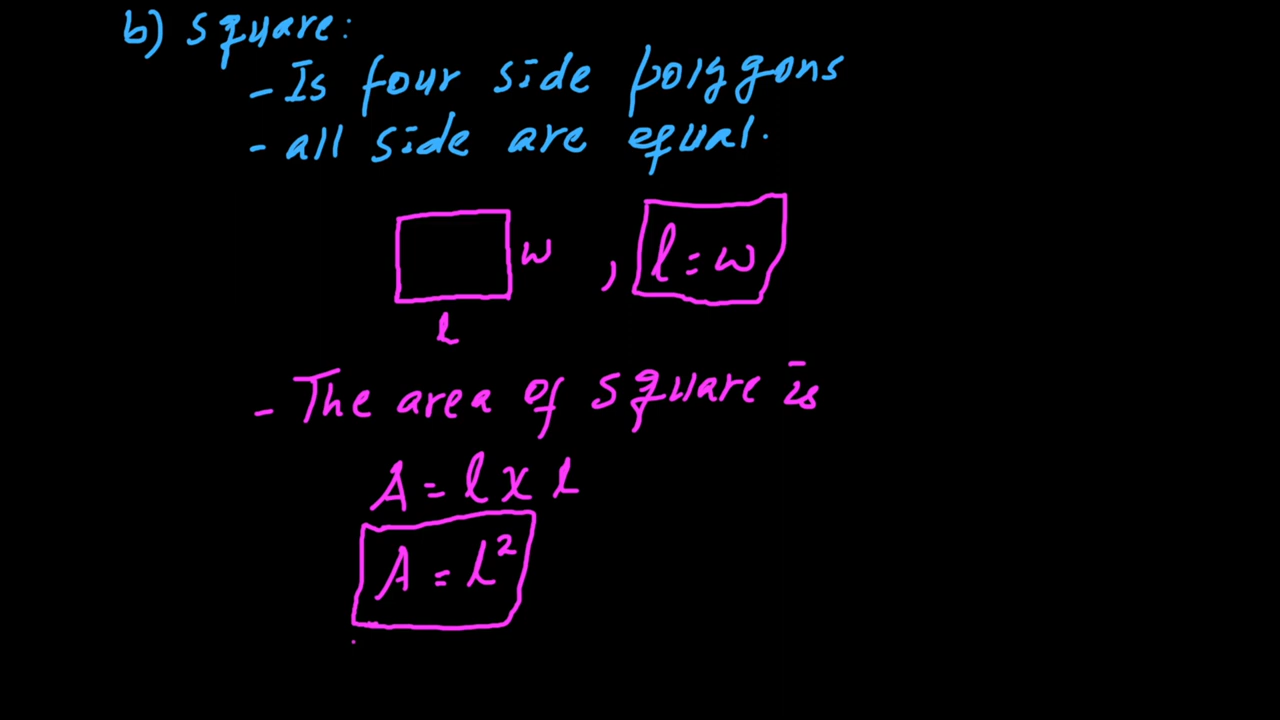 b) square:
- Is four side polygons
- all side are equal.
w , l = w
l
- The area of square is
A = l x l
A = l²